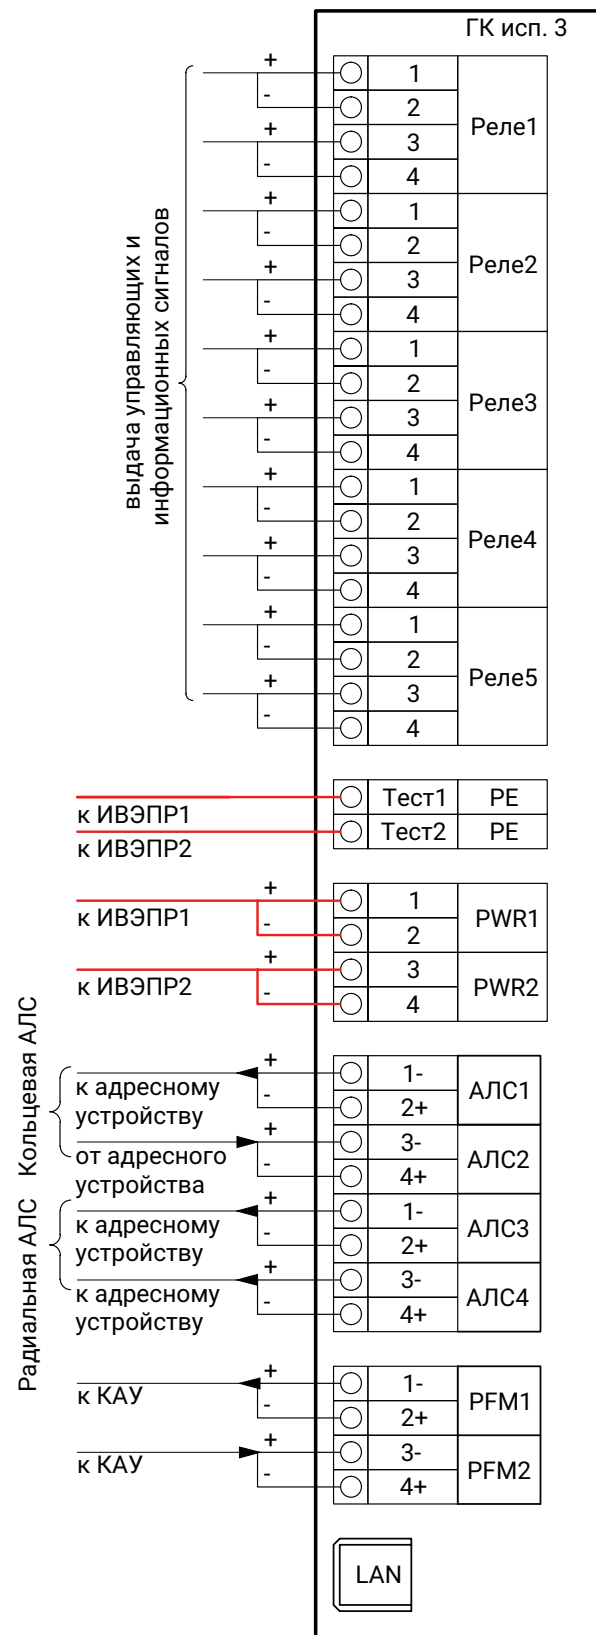 ГК исп. 3
выдача управляющих и
информационных сигналов
+ 1
- 2
+ 3
- 4
Реле1
+ 1
- 2
+ 3
- 4
Реле2
+ 1
- 2
+ 3
- 4
Реле3
+ 1
- 2
+ 3
- 4
Реле4
+ 1
- 2
+ 3
- 4
Реле5
к ИВЭПР1 Тест1 PE
к ИВЭПР2 Тест2 PE
к ИВЭПР1
+ 1
- 2
PWR1
к ИВЭПР2
+ 3
- 4
PWR2
Кольцевая АЛС
к адресному
устройству
+ 1-
- 2+
АЛС1
от адресного
устройства
+ 3-
- 4+
АЛС2
Радиальная АЛС
к адресному
устройству
+ 1-
- 2+
АЛС3
к адресному
устройству
+ 3-
- 4+
АЛС4
к КАУ
+ 1-
- 2+
PFM1
к КАУ
+ 3-
- 4+
PFM2
LAN